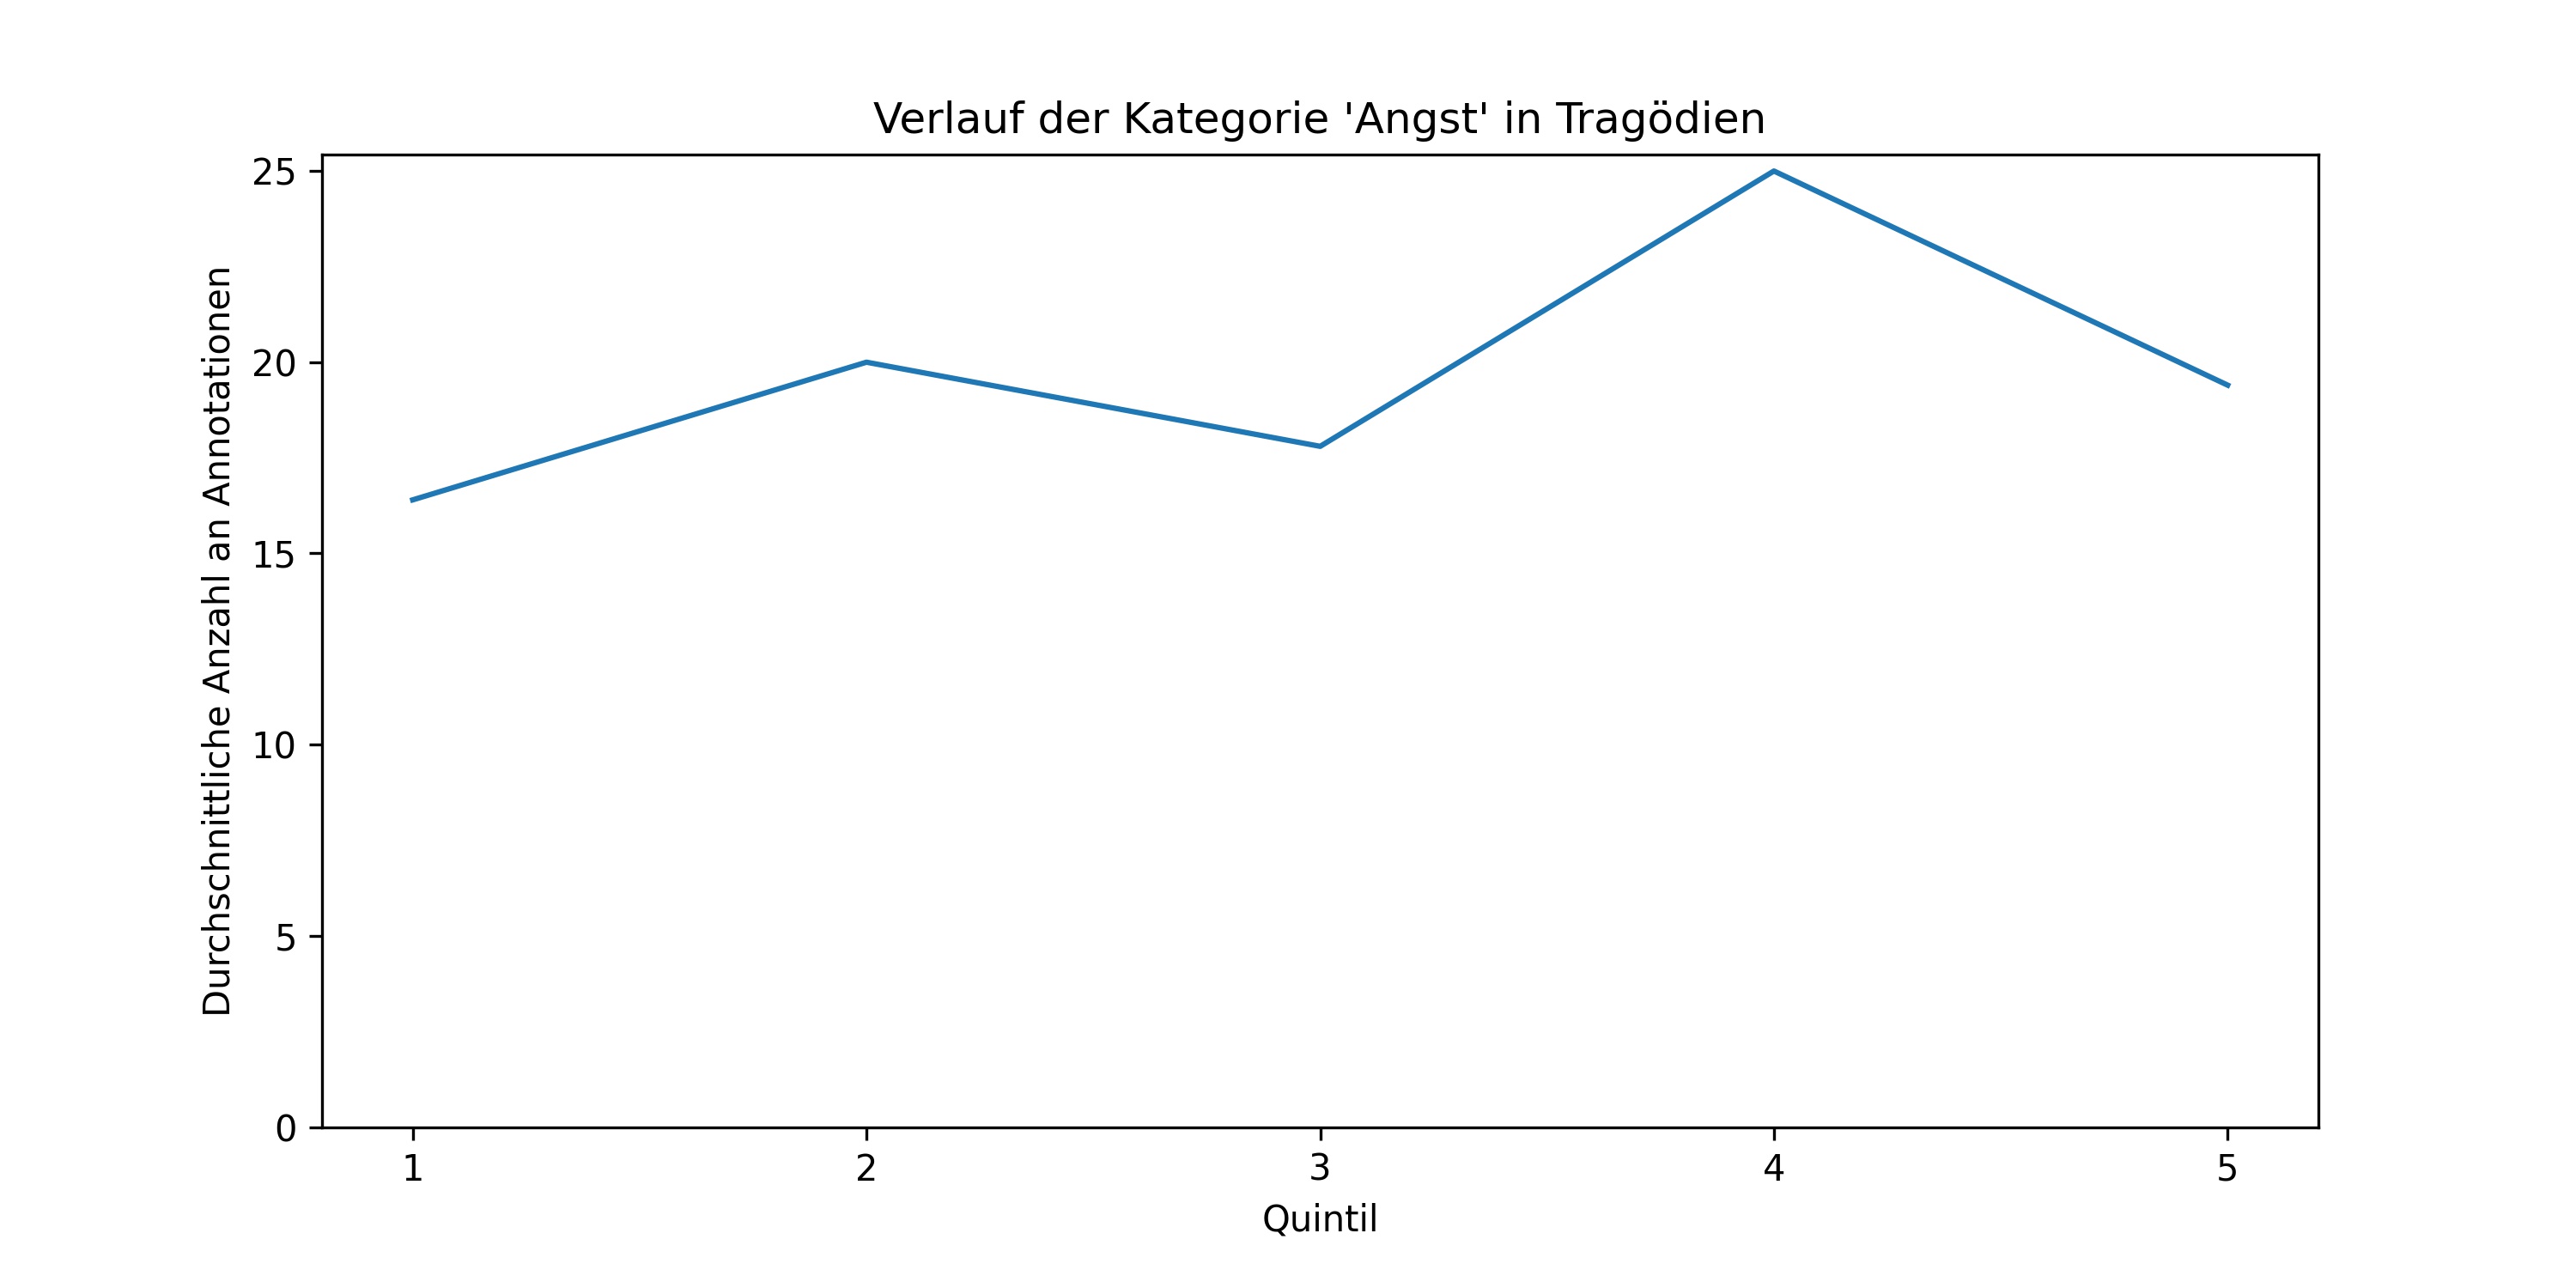 Verlauf der Kategorie 'Angst' in Tragödien
Durchschnittliche Anzahl an Annotationen
25
20
15
10
5
0
1 2 3 4 5
Quintil